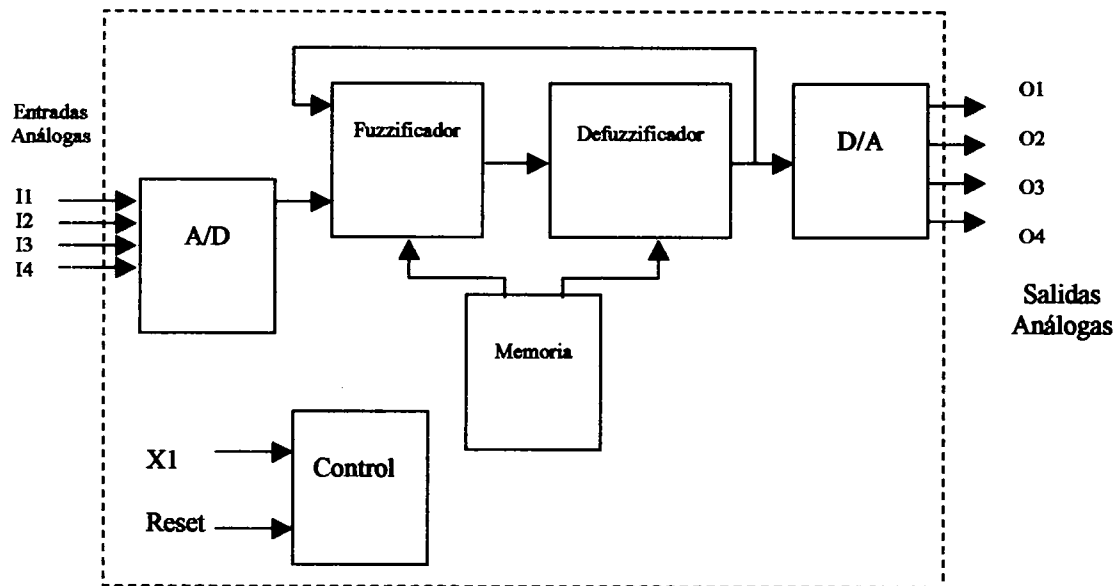 Entradas
Análogas
I1
I2
I3
I4
A/D
Fuzzificador
Defuzzificador
D/A
O1
O2
O3
O4
Salidas
Análogas
Memoria
X1
Reset
Control